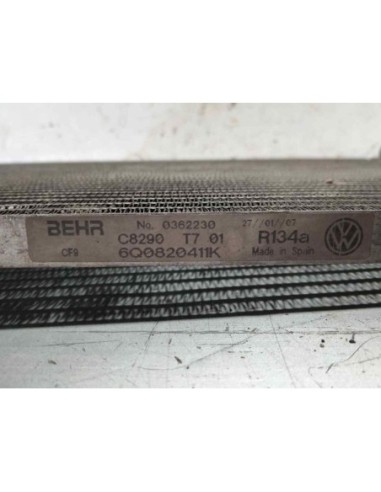 BEHR No. 0382230 27//01//07
C8290 T7 01 R134a
CF9 6Q0820411K Made in Spain